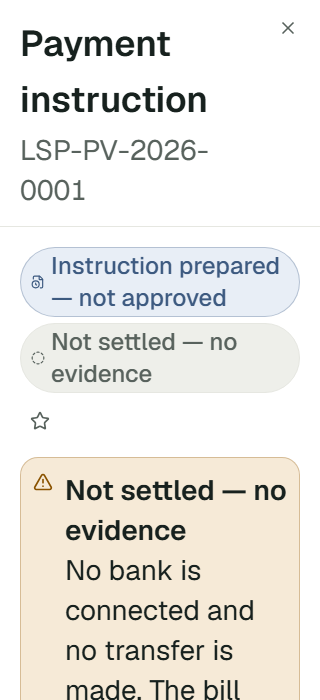 Payment
instruction
LSP-PV-2026-
0001
Instruction prepared
— not approved
Not settled — no
evidence
Not settled — no
evidence
No bank is
connected and
no transfer is
made. The bill